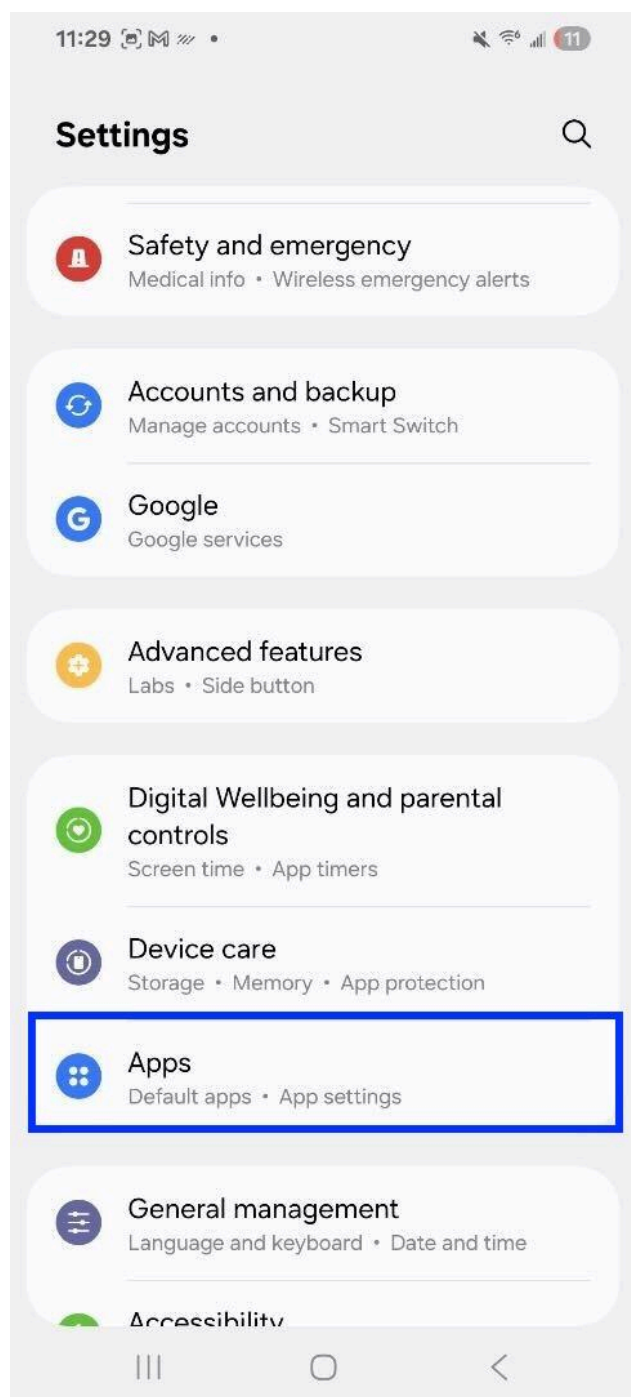 11:29
11
Settings
Safety and emergency
Medical info • Wireless emergency alerts
Accounts and backup
Manage accounts • Smart Switch
G
Google
Google services
Advanced features
Labs • Side button
Digital Wellbeing and parental
controls
Screen time • App timers
Device care
Storage • Memory • App protection
Apps
Default apps • App settings
General management
Language and keyboard • Date and time
Accessibility